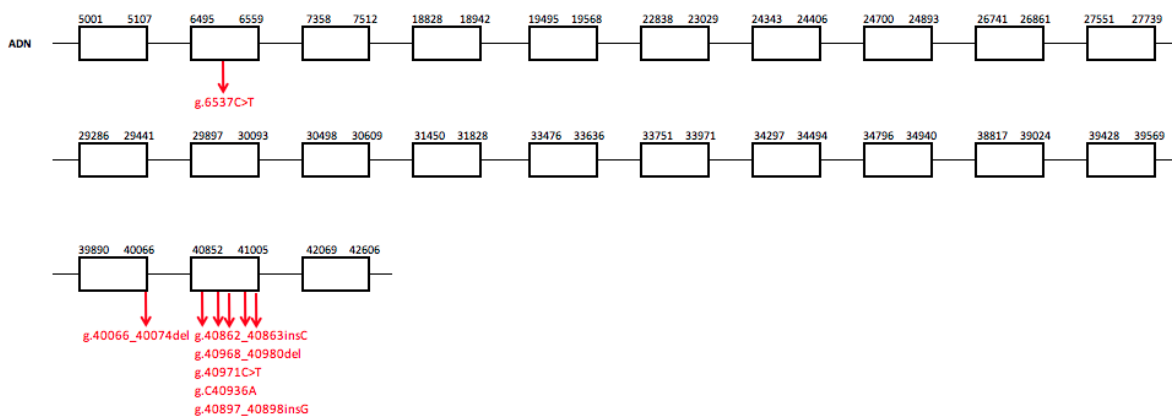 5001 5107 6495 6559 7358 7512 18828 18942 19495 19568 22838 23029 24343 24406 24700 24893 26741 26861 27551 27739
ADN
g.6537C>T
29286 29441 29897 30093 30498 30609 31450 31828 33476 33636 33751 33971 34297 34494 34796 34940 38817 39024 39428 39569
39890 40066 40852 41005 42069 42606
g.40066_40074del g.40862_40863insC
g.40968_40980del
g.40971C>T
g.C40936A
g.40897_40898insG